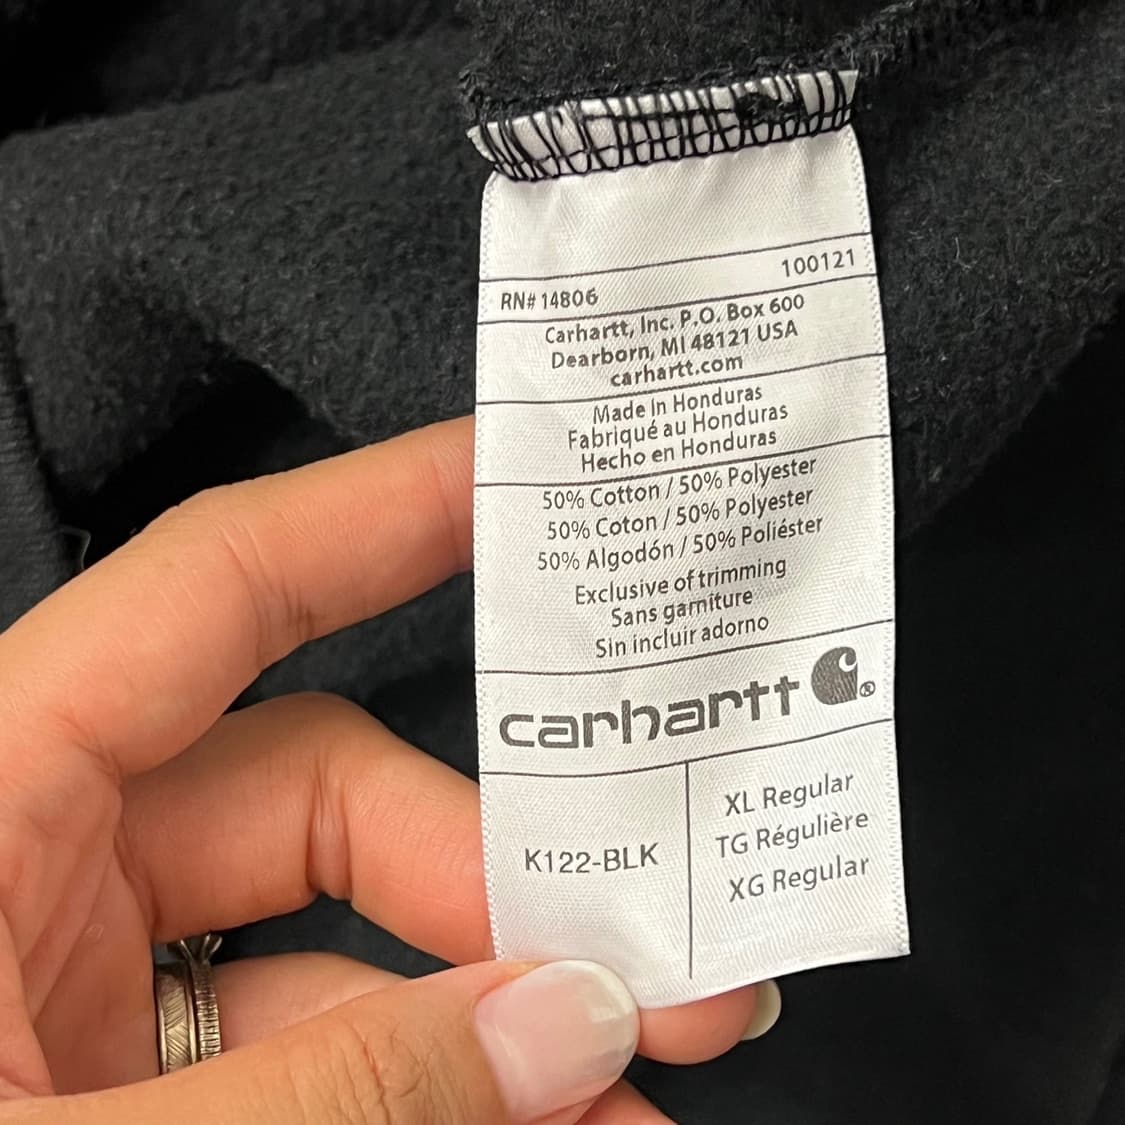 100121
RN# 14806
Carhartt, Inc. P.O. Box 600
Dearborn, MI 48121 USA
carhartt.com
Made In Honduras
Fabriqué au Honduras
Hecho en Honduras
50% Cotton / 50% Polyester
50% Coton / 50% Polyester
50% Algodón / 50% Poliéster
Exclusive of trimming
Sans garniture
Sin incluir adorno
carhartt ®
K122-BLK
XL Regular
TG Régulière
XG Regular